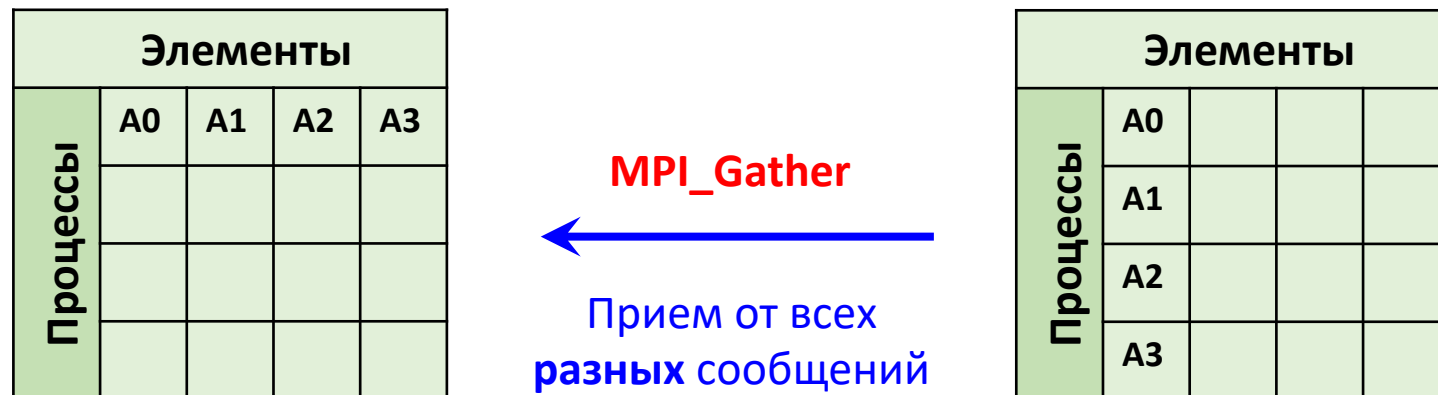 Элементы
Процессы
A0 A1 A2 A3
MPI_Gather
Прием от всех
разных сообщений
Элементы
Процессы
A0
A1
A2
A3